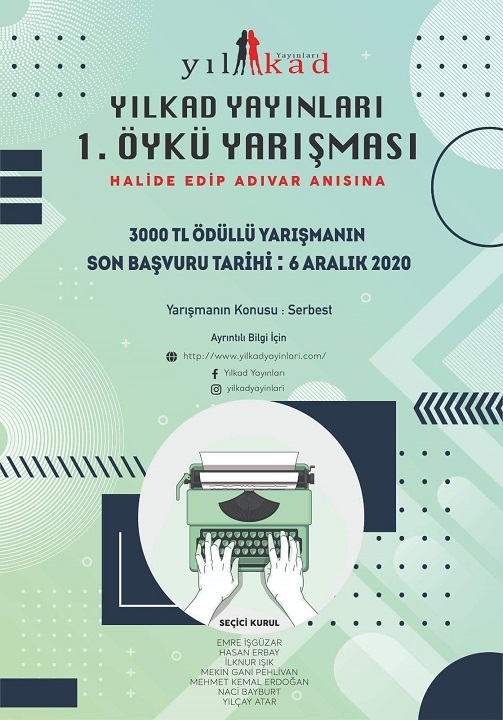 yılkad
Yayınları
YILKAD YAYINLARI
1. ÖYKÜ YARIŞMASI
HALİDE EDİP ADIVAR ANISINA
3000 TL ÖDÜLLÜ YARIŞMANIN
SON BAŞVURU TARİHİ : 6 ARALIK 2020
Yarışmanın Konusu : Serbest
Ayrıntılı Bilgi İçin
http://www.yilkadyayinlari.com/
Yılkad Yayınları
yilkadyayinlari
SEÇİCİ KURUL
EMRE İŞGÜZAR
HASAN ERBAY
İLKNUR IŞIK
MEKİN GANİ PEHLİVAN
MEHMET KEMAL ERDOĞAN
NACİ BAYBURT
YILÇAY ATAR